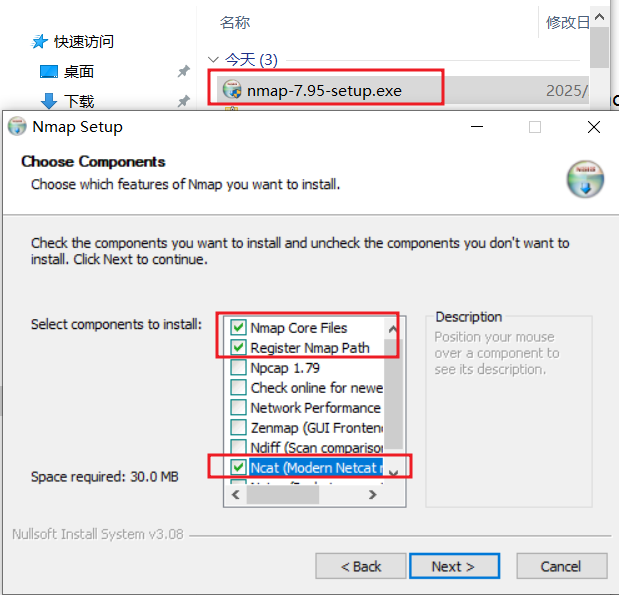 名称
修改日
快速访问
今天 (3)
桌面
nmap-7.95-setup.exe
2025/
下载
Nmap Setup
Choose Components
Choose which features of Nmap you want to install.
Check the components you want to install and uncheck the components you don't want to
install. Click Next to continue.
Select components to install:
Nmap Core Files
Register Nmap Path
Npcap 1.79
Check online for newe
Network Performance
Zenmap (GUI Fronten
Ndiff (Scan comparison
Ncat (Modern Netcat r
Description
Position your mouse
over a component to
see its description.
Space required: 30.0 MB
Nullsoft Install System v3.08
< Back
Next >
Cancel